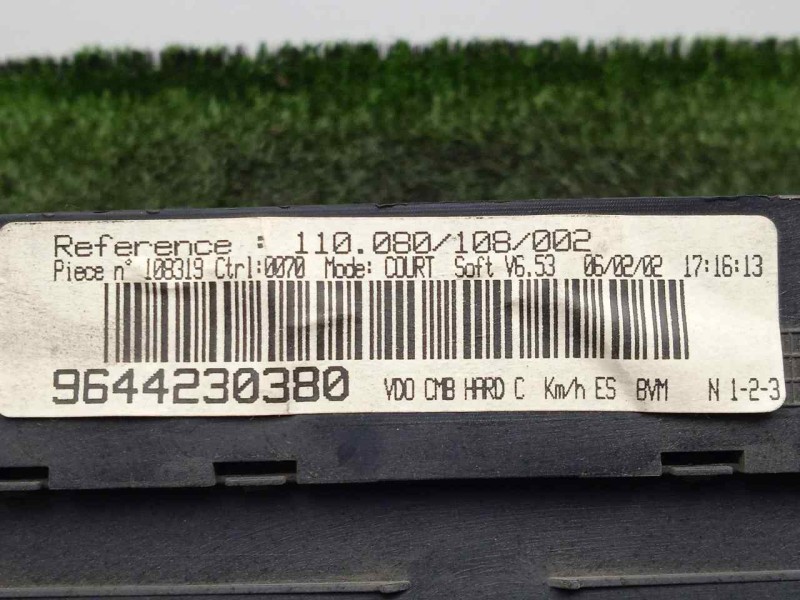 Reference : 110.080/108/002
Piece n° 108319 Ctrl:0070 Mode: COURT Soft V6.53 06/02/02 17:16:13
9644230380 VDO CMB HARD C Km/h ES BVM N 1-2-3